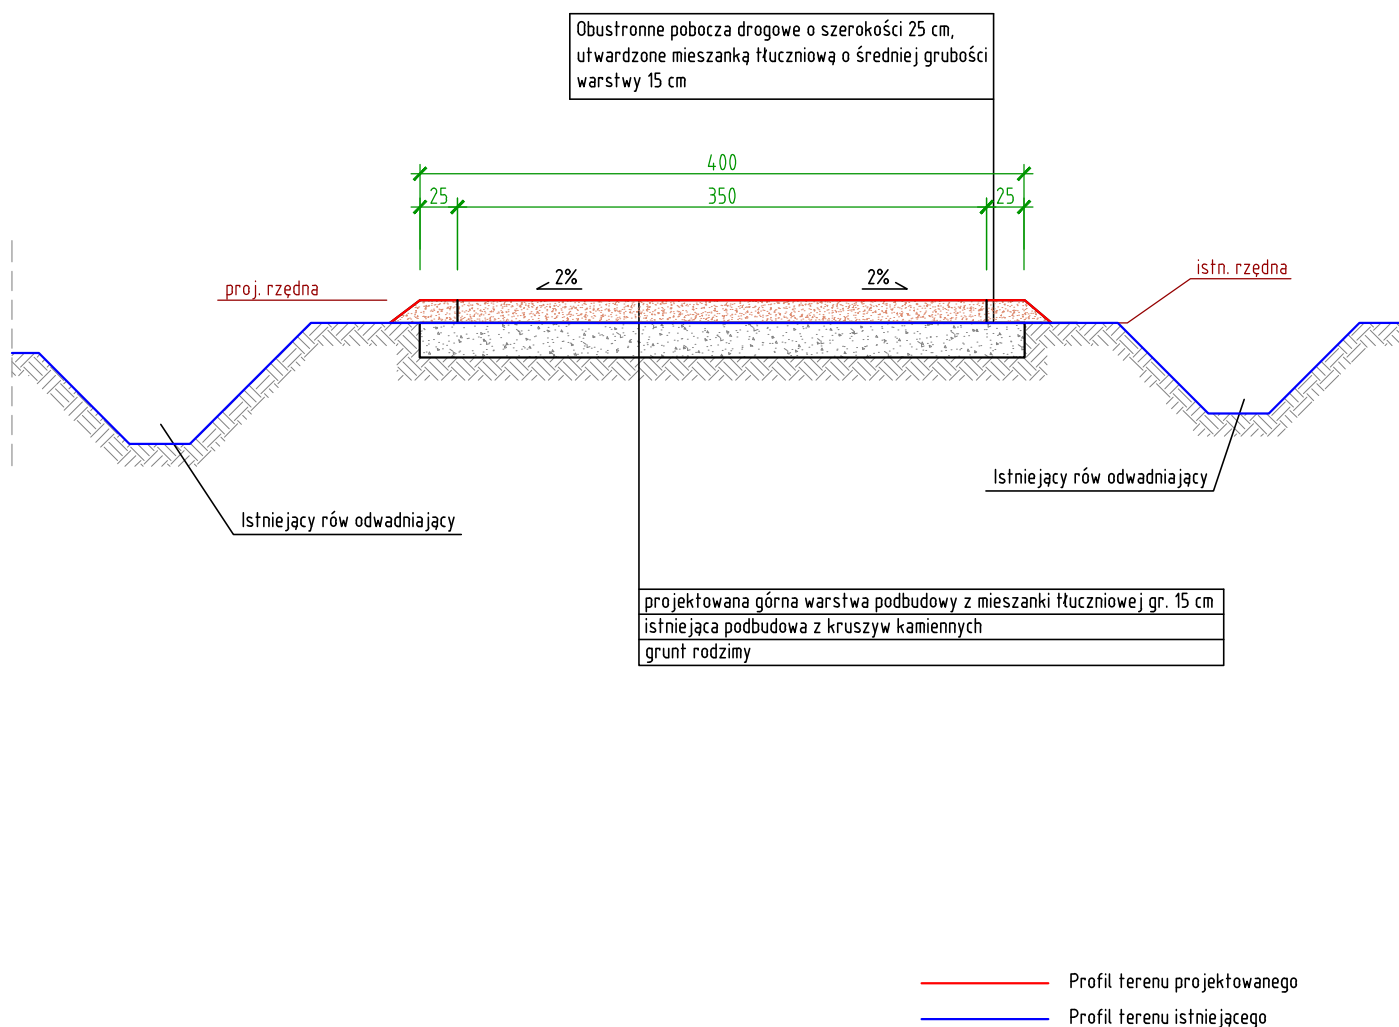 Obustronne pobocza drogowe o szerokości 25 cm,
utwardzone mieszanką tłuczniową o średniej grubości
warstwy 15 cm
400
25
350
25
2%
2%
proj. rzędna
istn. rzędna
Istniejący rów odwadniający
Istniejący rów odwadniający
projektowana górna warstwa podbudowy z mieszanki tłuczniowej gr. 15 cm
istniejąca podbudowa z kruszyw kamiennych
grunt rodzimy
Profil terenu projektowanego
Profil terenu istniejącego